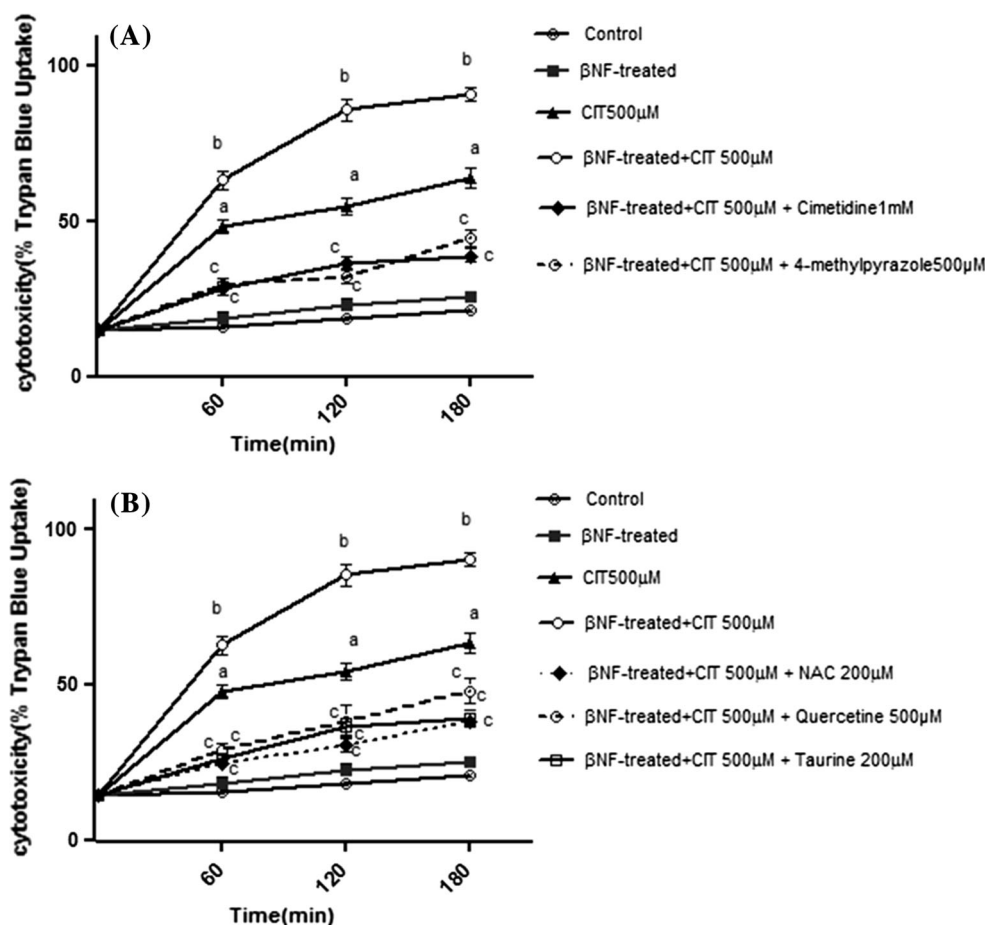 (A)
cytotoxicity(% Trypan Blue Uptake)
100
50
0
b
b
b
a
a
a
c
c
c
c
c
c
60
120
180
Time(min)
Control
βNF-treated
CIT500µM
βNF-treated+CIT 500µM
βNF-treated+CIT 500µM + Cimetidine1mM
βNF-treated+CIT 500µM + 4-methylpyrazole500µM
(B)
cytotoxicity(% Trypan Blue Uptake)
100
50
0
b
b
b
a
a
a
c
c
c
c
c
c
c
c
c
60
120
180
Time(min)
Control
βNF-treated
CIT500µM
βNF-treated+CIT 500µM
βNF-treated+CIT 500µM + NAC 200µM
βNF-treated+CIT 500µM + Quercetine 500µM
βNF-treated+CIT 500µM + Taurine 200µM